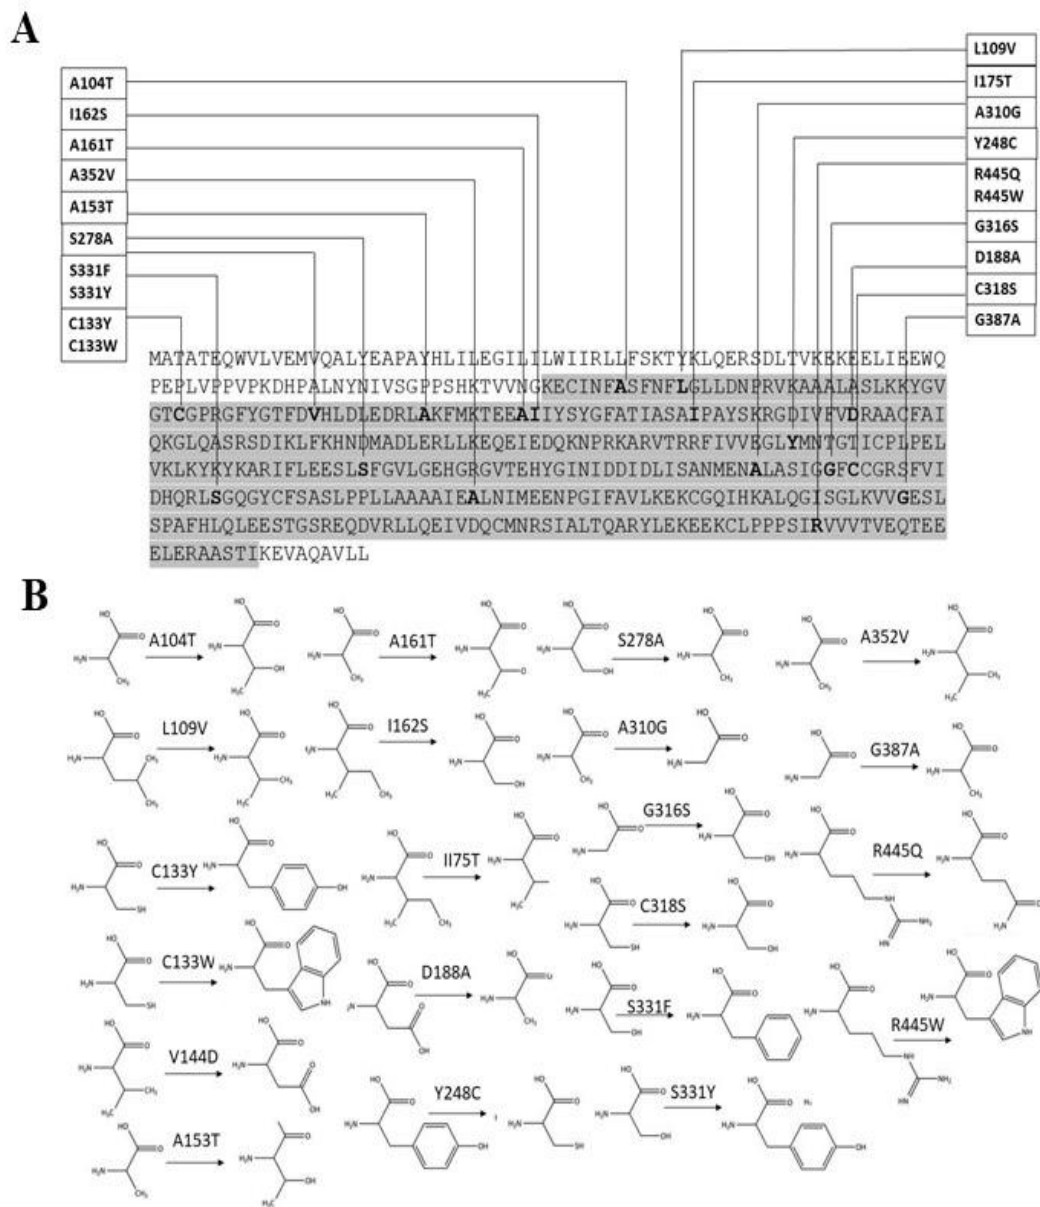 A
A104T
I162S
A161T
A352V
A153T
S278A
S331F
S331Y
C133Y
C133W
L109V
I175T
A310G
Y248C
R445Q
R445W
G316S
D188A
C318S
G387A
MATATEQWVLVEMVQALYEAPAYHLILEGILILWIIRLLFSKTYKLQERSDLTVKEKEELIEEWQ
PEPLVPPVPKDHPALNYNIVSGPPSHKTVVNGKECINFASFNFLGLLDNPRVKAAALASLKKYGV
GTCGPRGFYGTFDVHLDLEDRLAKFMKTEEAIIYSYGFATIASAIPAYSKRGDIVFVDRAACFAI
QKGLQASRSDIKLFKHNDMADLERLLKEQEIEDQKNPRKARVTRRFIVVEGLYMNTGTICPLPEL
VKLKYKYKARIFLEESLSFGVLGEHGRGVTEHYGINIDDIDLISANMENALASIGGFCCGRSFVI
DHQRLSGQGYCFSASLPPLLAAAAIEALNIMEENPGIFAVLKEKCGQIHKALQGISGLKVVGESL
SPAFHLQLEESTGSREQDVRLLQEIVDQCMNRSIALTQARYLEKEEKCLPPPSIRVVVTVEQTEE
ELERAASTIKEVAQAVLL
B
A104T
A161T
S278A
A352V
L109V
I162S
A310G
G387A
C133Y
II75T
G316S
R445Q
C318S
C133W
D188A
S331F
R445W
V144D
Y248C
S331Y
A153T